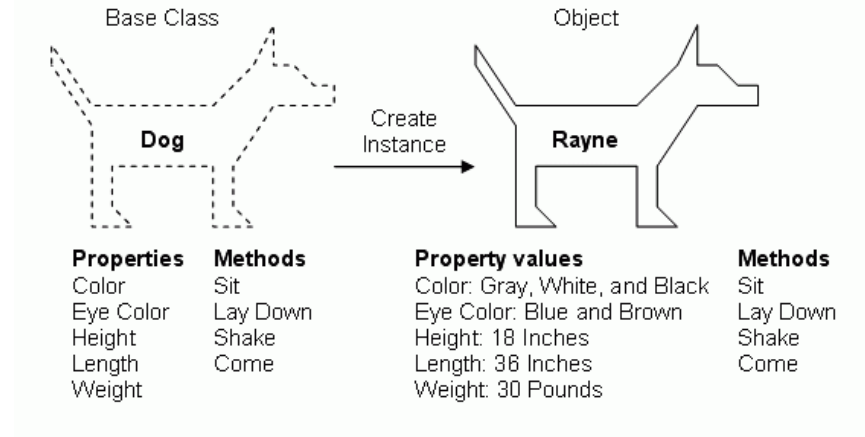 Base Class
Object
Dog
Create
Instance
Rayne
Properties
Color
Eye Color
Height
Length
Weight
Methods
Sit
Lay Down
Shake
Come
Property values
Color: Gray, White, and Black
Eye Color: Blue and Brown
Height: 18 Inches
Length: 36 Inches
Weight: 30 Pounds
Methods
Sit
Lay Down
Shake
Come